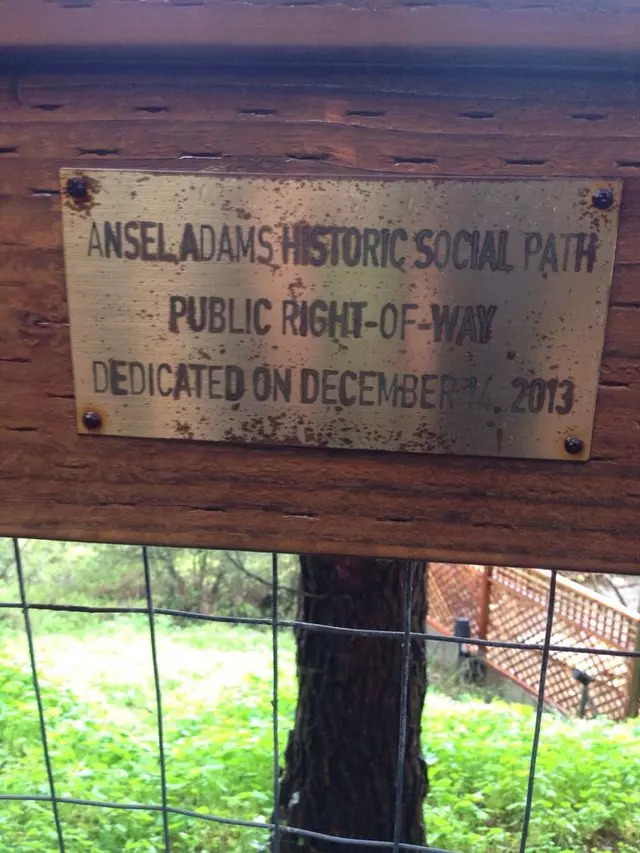 ANSEL ADAMS HISTORIC SOCIAL PATH
PUBLIC RIGHT-OF-WAY
DEDICATED ON DECEMBER 14, 2013